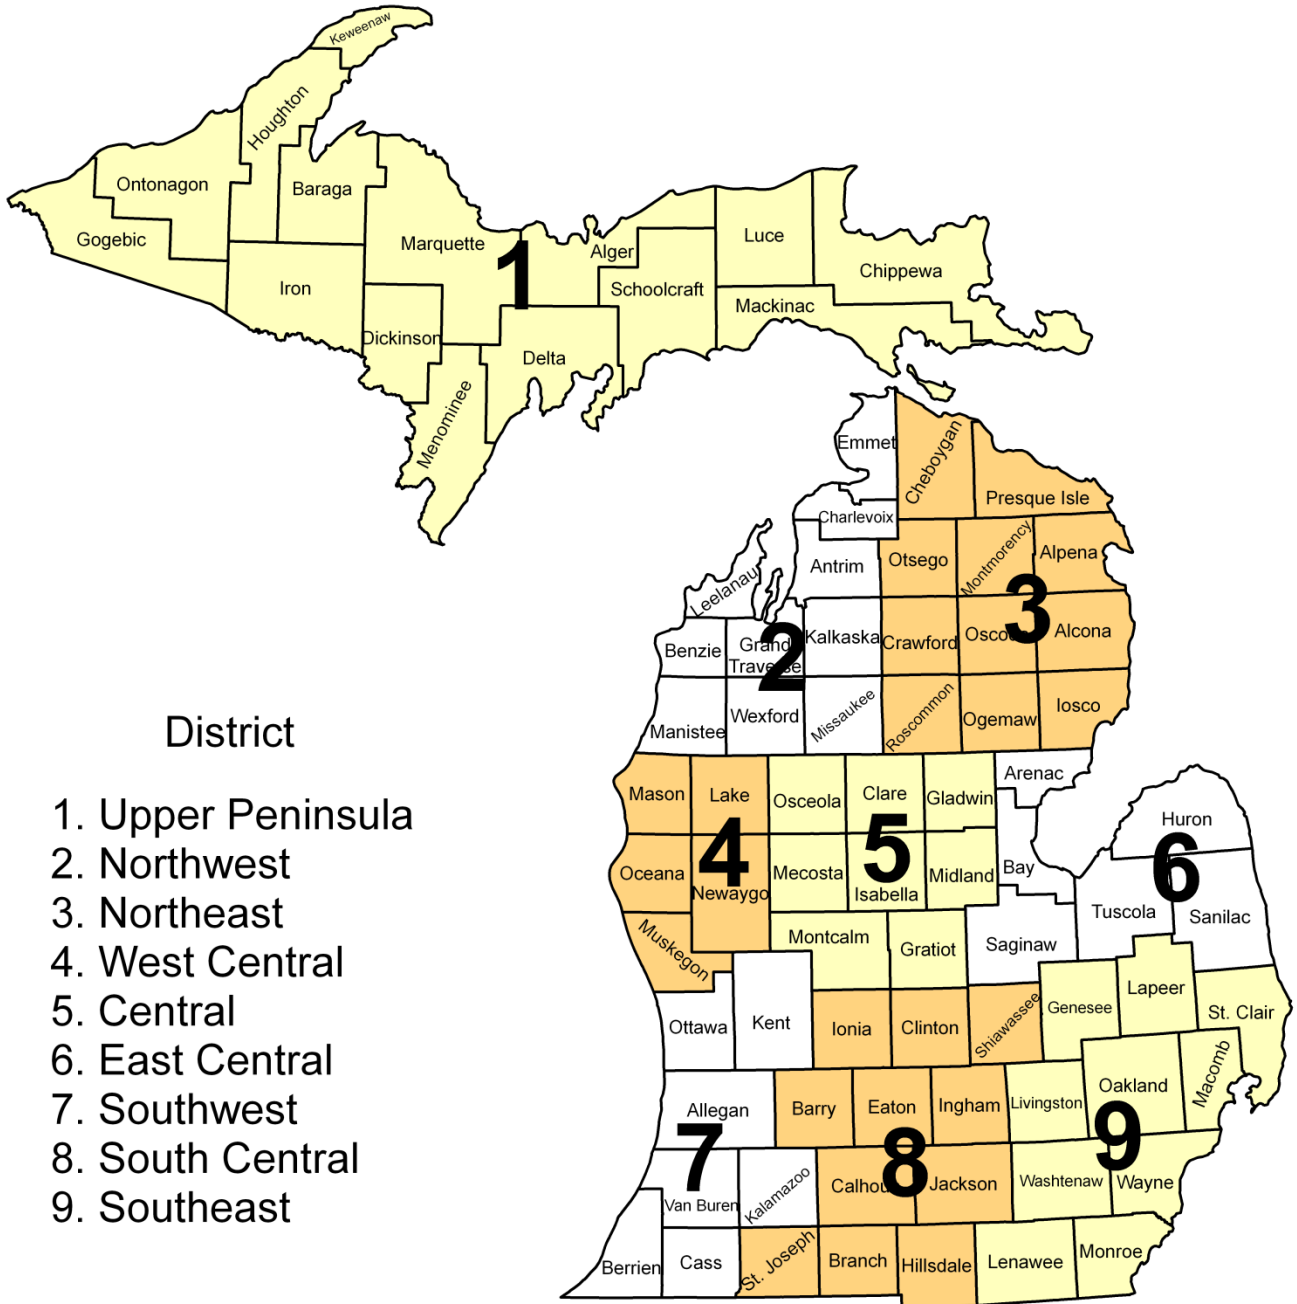 Keweenaw
Houghton
Ontonagon
Baraga
Gogebic
Marquette
1
Alger
Luce
Chippewa
Iron
Schoolcraft
Mackinac
Dickinson
Delta
Menominee
Emmet
Cheboygan
Presque Isle
Charlevoix
Antrim
Otsego
Montmorency
Alpena
Leelanau
3
2
Benzie
Grand
Traverse
Kalkaska
Crawford
Alcona
Manistee
Wexford
Missaukee
Roscommon
Ogemaw
Iosco
District
1. Upper Peninsula
2. Northwest
3. Northeast
4. West Central
5. Central
6. East Central
7. Southwest
8. South Central
9. Southeast
Arenac
Mason
Lake
Osceola
Clare
Gladwin
Huron
4
5
6
Oceana
Newaygo
Mecosta
Isabella
Midland
Bay
Tuscola
Sanilac
Muskegon
Montcalm
Gratiot
Saginaw
Ottawa
Kent
Ionia
Clinton
Shiawassee
Genesee
Lapeer
St. Clair
Allegan
Barry
Eaton
Ingham
Livingston
Oakland
Macomb
7
8
9
Van Buren
Kalamazoo
Jackson
Washtenaw
Wayne
Berrien
Cass
St. Joseph
Branch
Hillsdale
Lenawee
Monroe